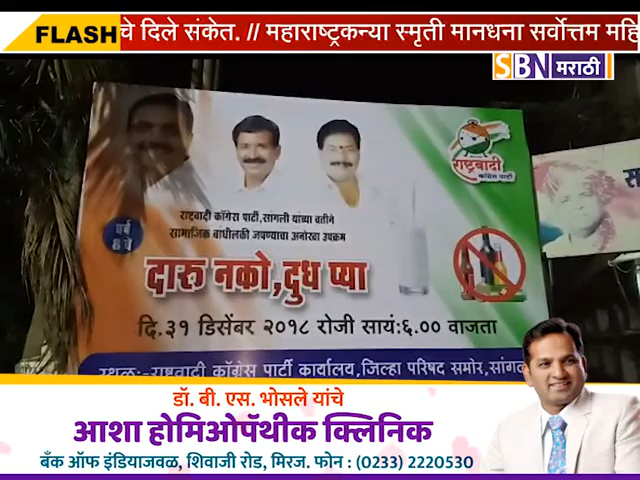 FLASH चे दिले संकेत. // महाराष्ट्रकन्या स्मृती मानधना सर्वोत्तम महि
SBN मराठी
राष्ट्रवादी
काँग्रेस पार्टी
राष्ट्रवादी काँगेस पार्टी,सांगली यांच्या वतीने
सामाजिक बांधीलकी जपण्याचा अनोखा उपक्रम
वर्ष
८ वे
दारू नको,दुध प्या
दि.३१ डिसेंबर २०१८ रोजी सायं:६.०० वाजता
स्थळ:-राष्ट्रवादी काँग्रेस पार्टी कार्यालय,जिल्हा परिषद समोर,सांगल
डॉ. बी. एस. भोसले यांचे
आशा होमिओपॅथीक क्लिनिक
बँक ऑफ इंडियाजवळ, शिवाजी रोड, मिरज. फोन : (0233) 2220530